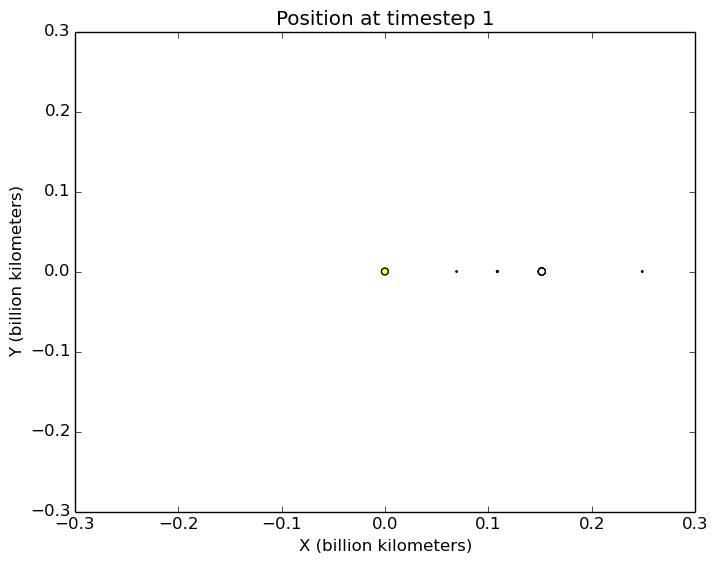 Position at timestep 1
0.3
0.2
0.1
0.0
−0.1
−0.2
−0.3
Y (billion kilometers)
−0.3 −0.2 −0.1 0.0 0.1 0.2 0.3
X (billion kilometers)